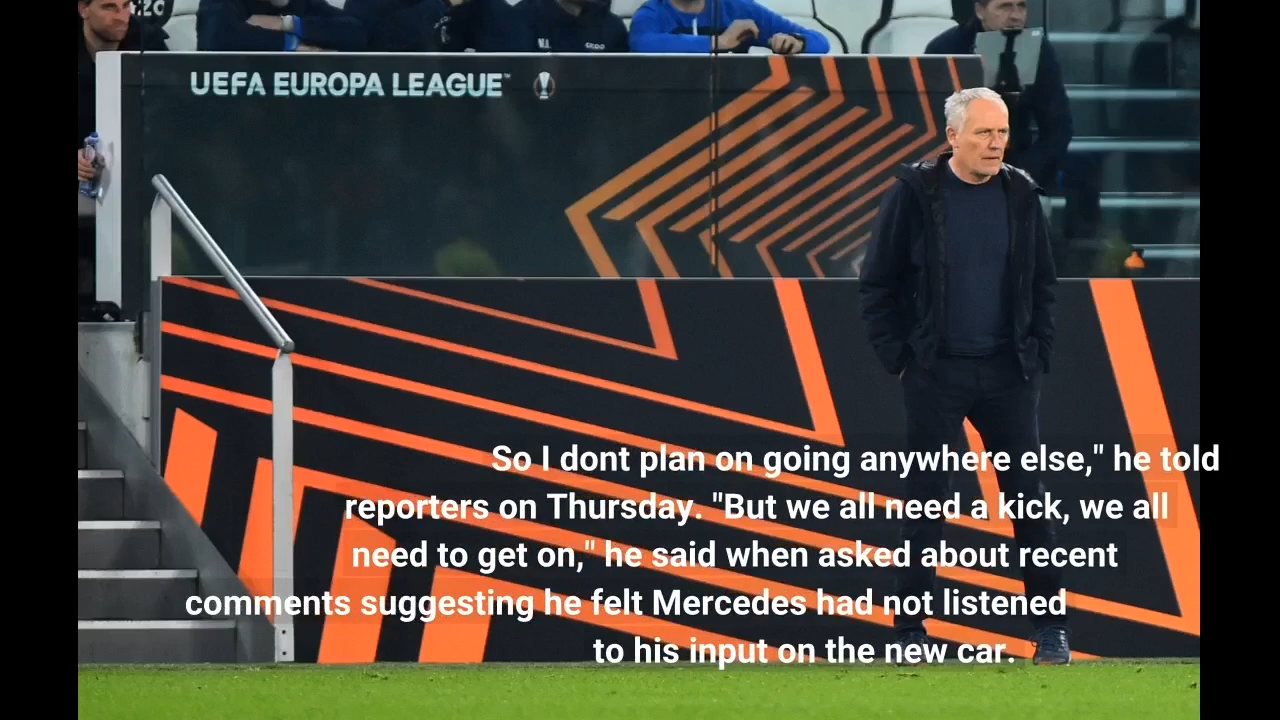 UEFA EUROPA LEAGUE™
So I dont plan on going anywhere else," he told
reporters on Thursday. "But we all need a kick, we all
need to get on," he said when asked about recent
comments suggesting he felt Mercedes had not listened
to his input on the new car.